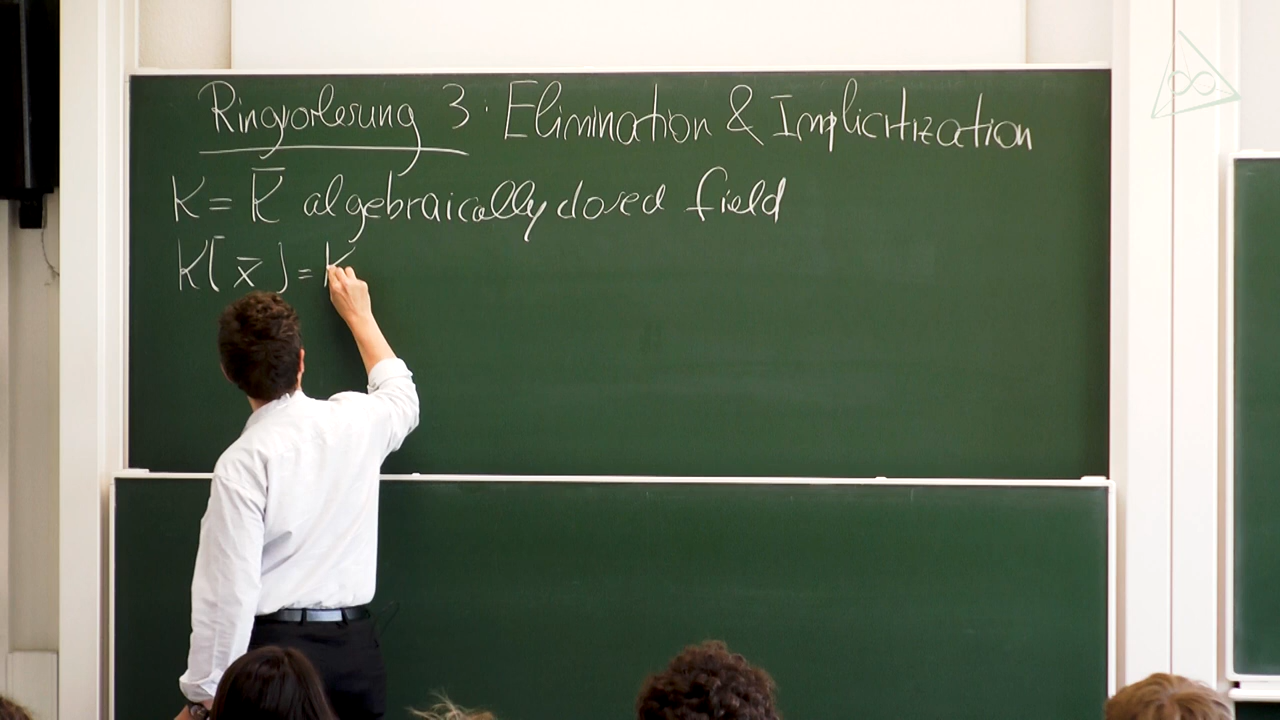 Ringvorlesung 3: Elimination & Implicitization
K = K̅ algebraically closed field
K[x̅] = K